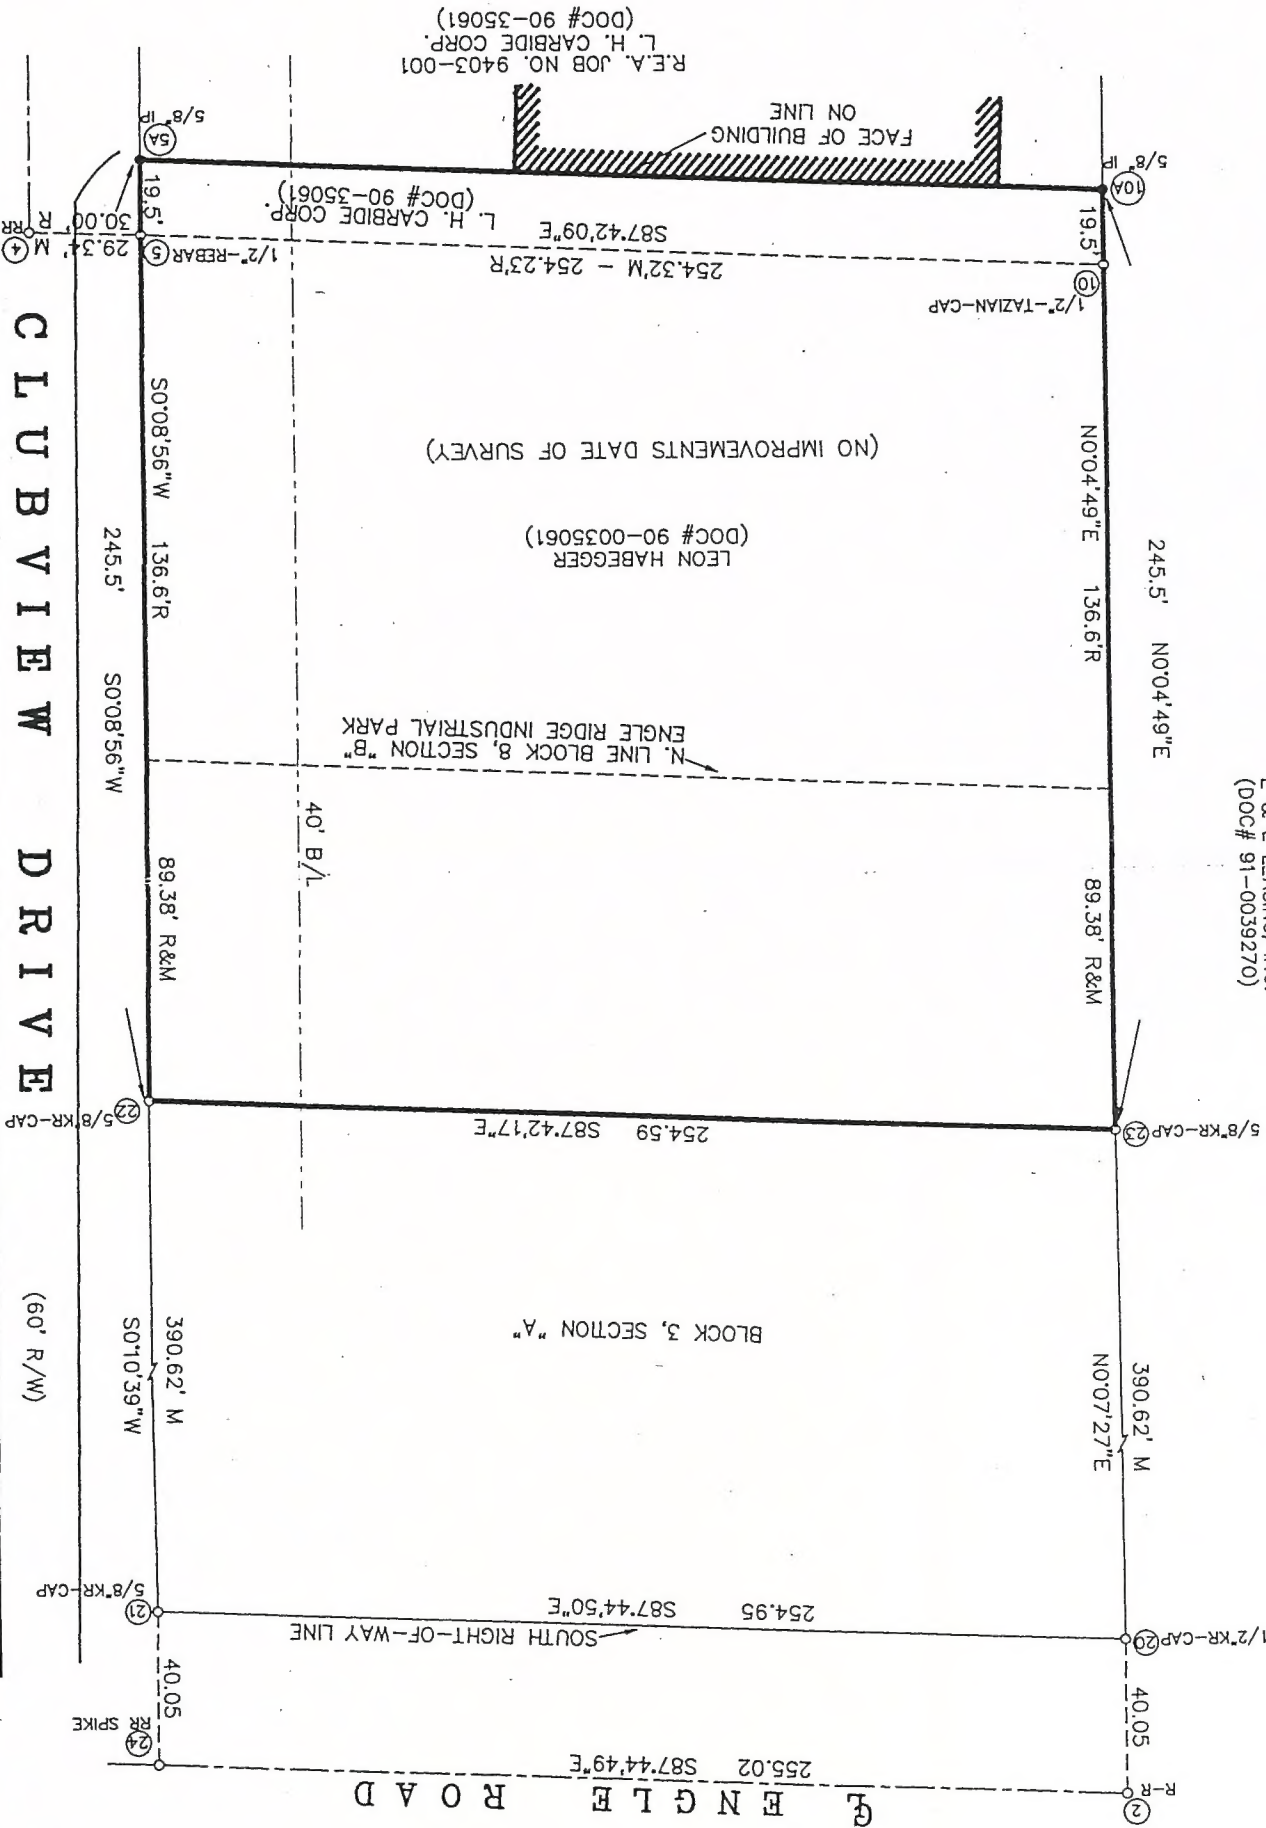 ₵ ENGLE ROAD
255.02 S87°44'49"E
2
R-R
24
RR SPIKE
40.05
40.05
SOUTH RIGHT-OF-WAY LINE
254.95 S87°44'50"E
20
1/2"KR-CAP
21
5/8"KR-CAP
390.62' M
N0°07'27"E
390.62' M
S0°10'39"W
(60' R/W)
BLOCK 3, SECTION "A"
254.59 S87°42'17"E
23
5/8"KR-CAP
22
5/8"KR-CAP
(DOC# 91-0039270)
89.38' R&M
89.38' R&M
40' B/L
N. LINE BLOCK 8, SECTION "B"
ENGLE RIDGE INDUSTRIAL PARK
245.5' N0°04'49"E
N0°04'49"E 136.6'R
S0°08'56"W 136.6'R
245.5' S0°08'56"W
CLUBVIEW DRIVE
LEON HABEGGER
(DOC# 90-0035061)
(NO IMPROVEMENTS DATE OF SURVEY)
1/2"-TAZIAN-CAP
10
254.32'M - 254.23'R
S87°42'09"E
1/2"-REBAR
5
29.34' M
30.00' R
4
RR
19.5'
19.5'
L. H. CARBIDE CORP.
(DOC# 90-35061)
10A
5/8" IP
5A
5/8" IP
FACE OF BUILDING
ON LINE
R.E.A. JOB NO. 9403-001
L. H. CARBIDE CORP.
(DOC# 90-35061)